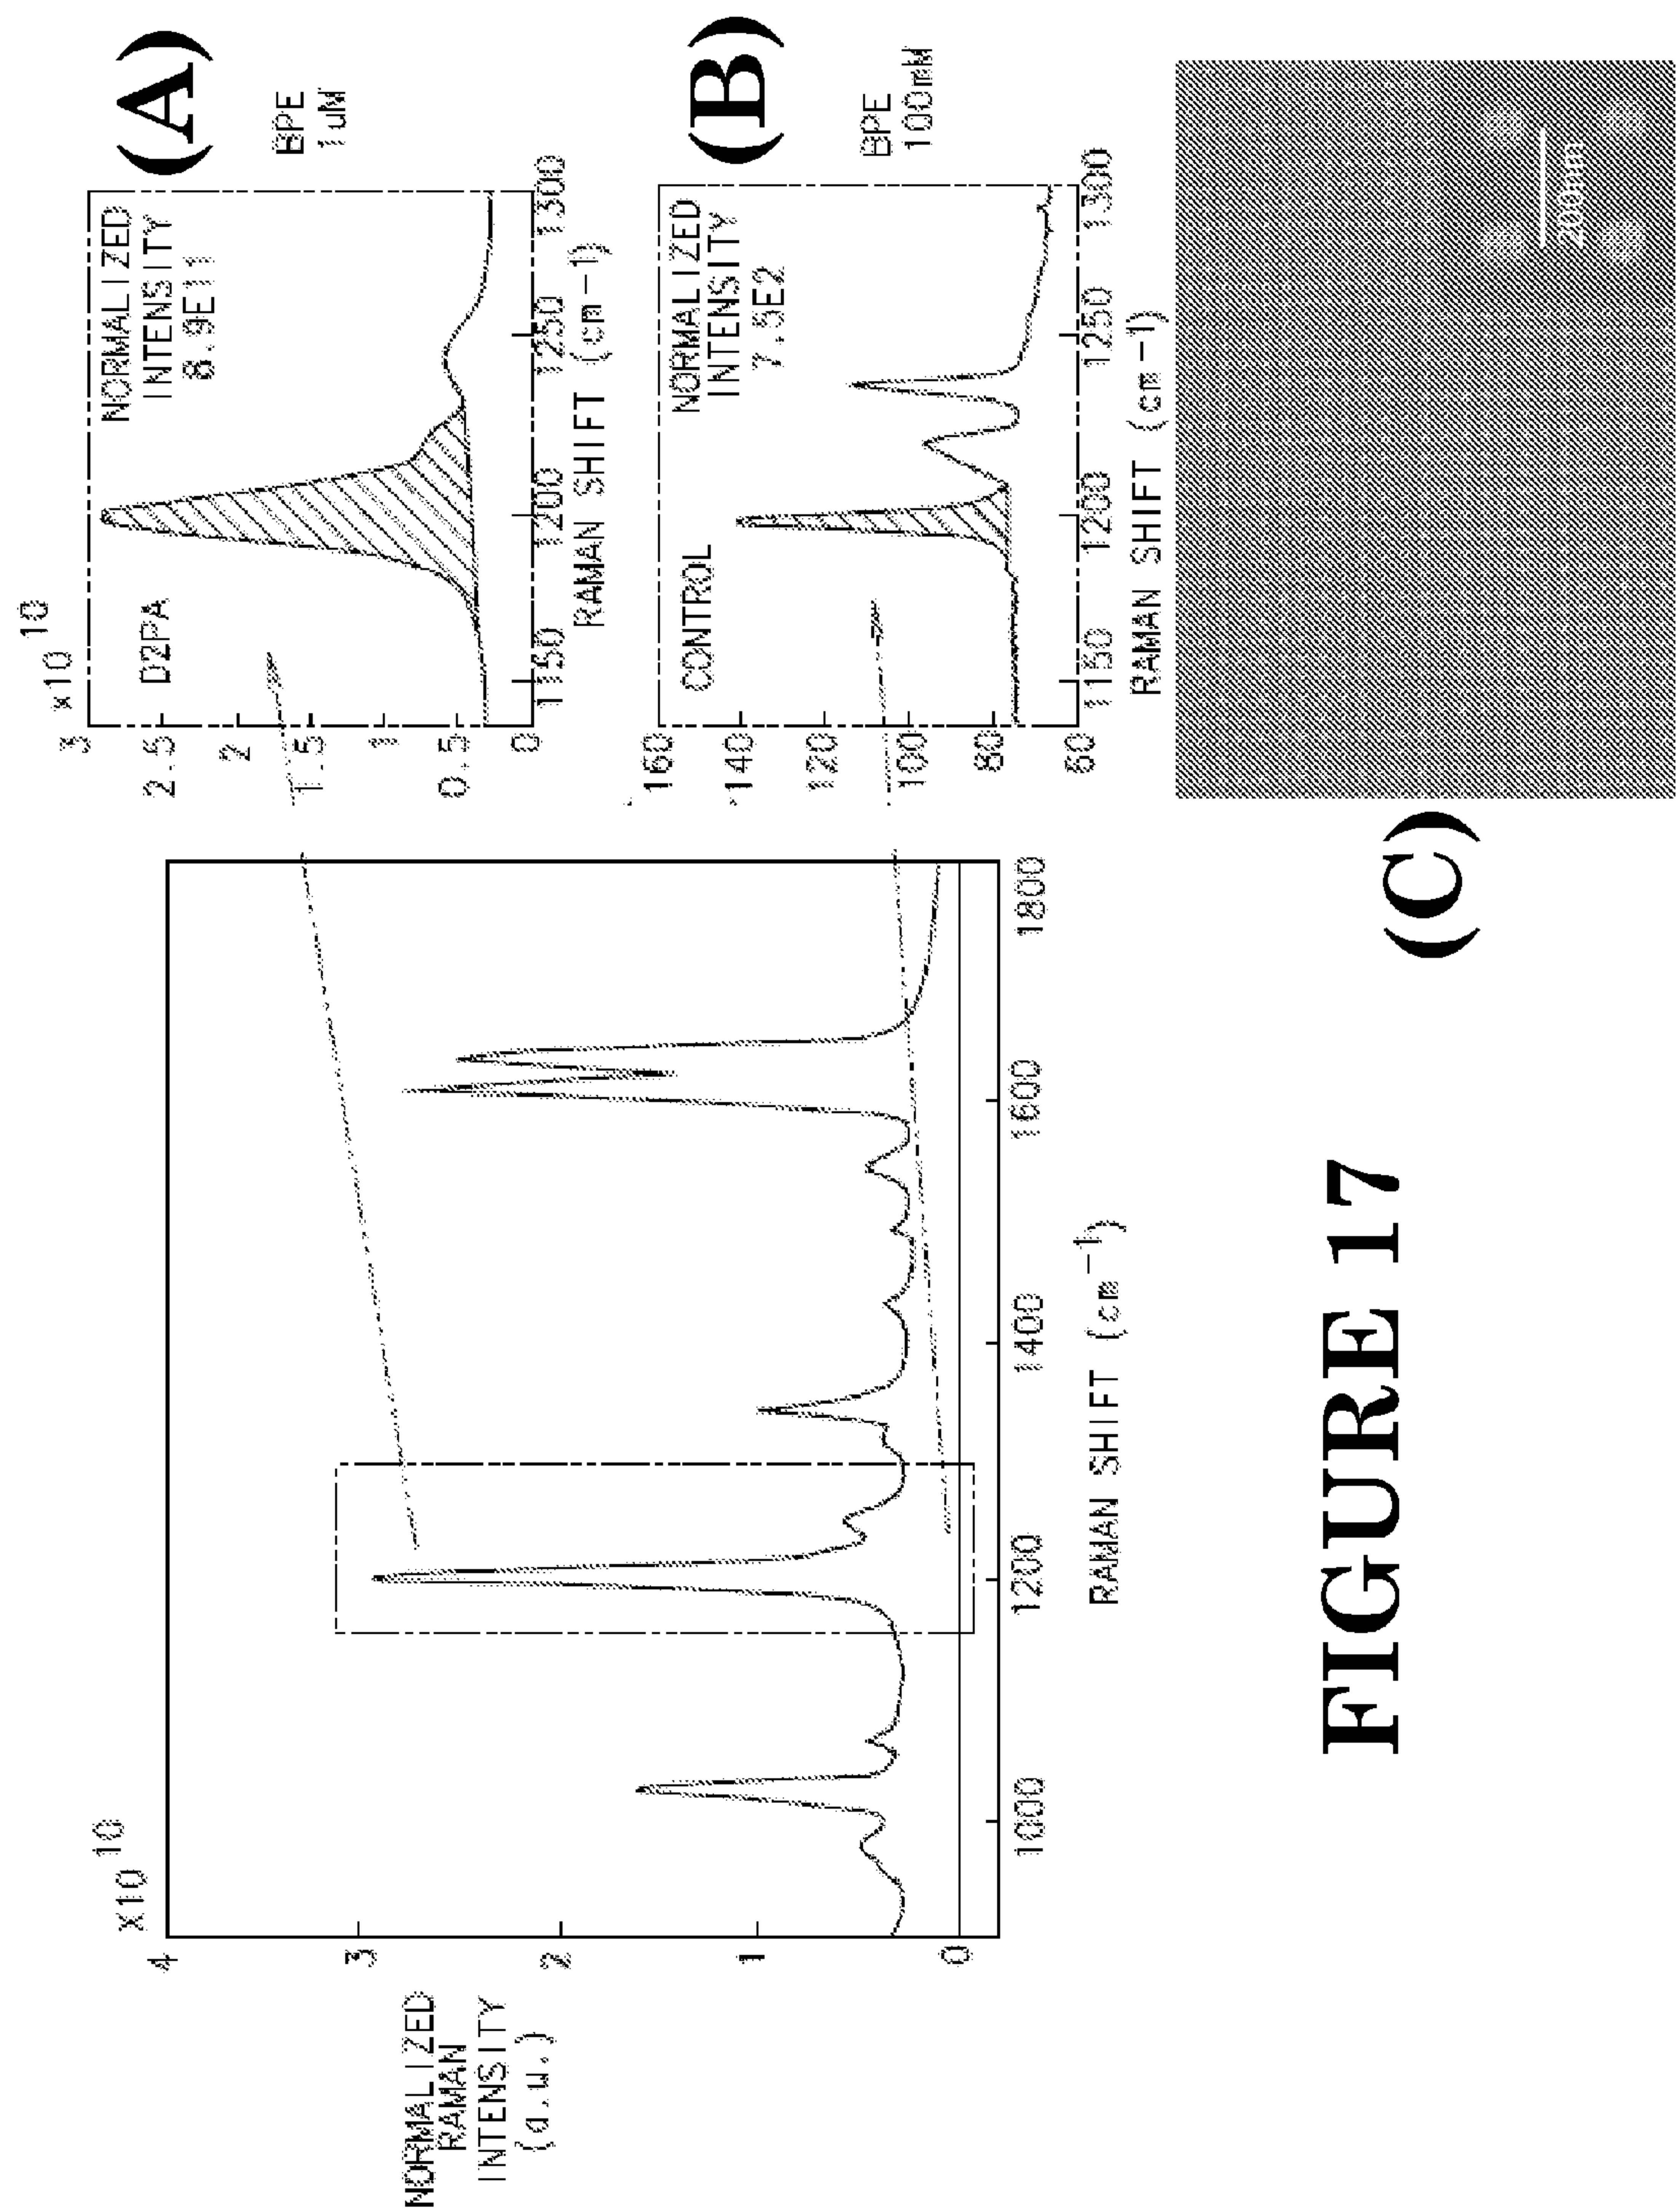 NORMALIZED
RAMAN
INTENSITY
(a.u.)
x10 10
4
3
2
1
0
1000
1200
1400
1600
1800
RAMAN SHIFT (cm-1)
x10 10
3
2.5
2
1.5
1
0.5
0
D2PA
NORMALIZED
INTENSITY
8.9E11
1150
1200
1250
1300
RAMAN SHIFT (cm-1)
(A)
BPE
1uM
160
140
120
100
80
60
CONTROL
NORMALIZED
INTENSITY
7.5E2
1150
1200
1250
1300
RAMAN SHIFT (cm-1)
(B)
BPE
100mM
(C)
200nm
FIGURE 17